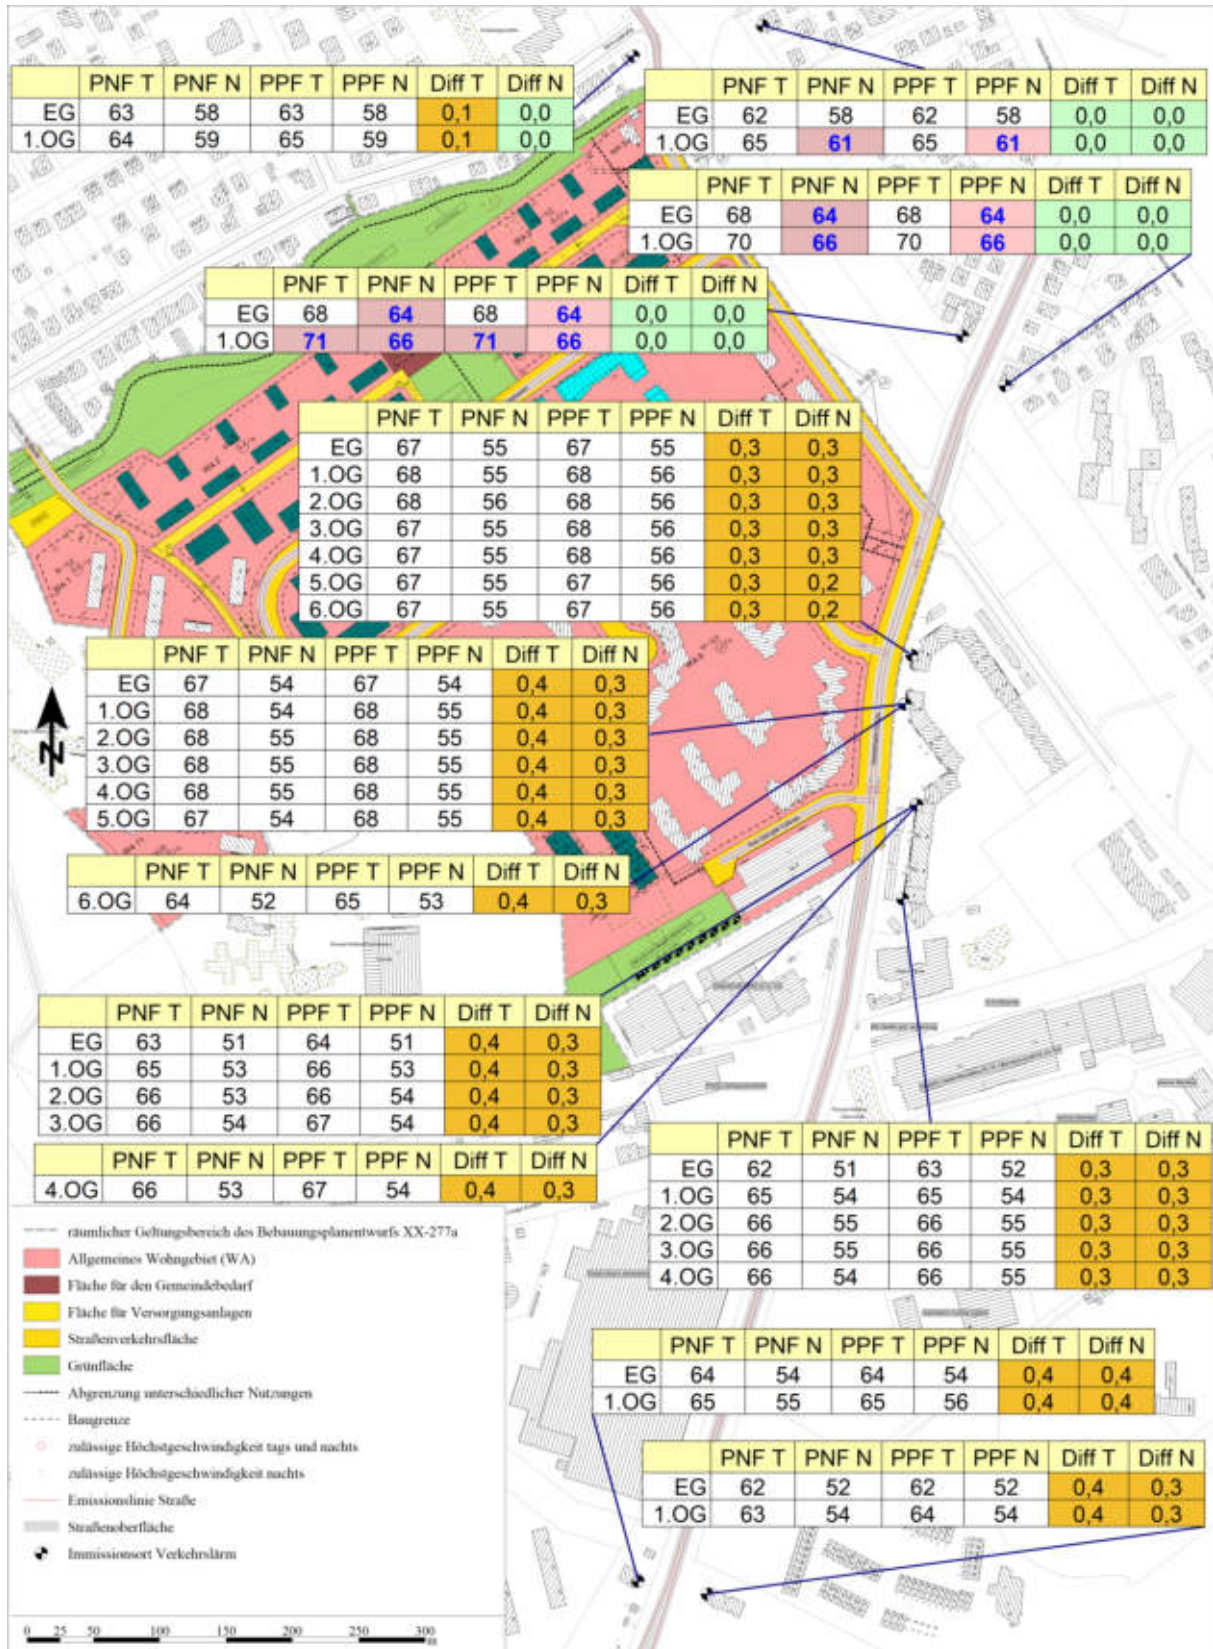 PNF T PNF N PPF T PPF N Diff T Diff N
EG 63 58 63 58 0,1 0,0
1.OG 64 59 65 59 0,1 0,0
PNF T PNF N PPF T PPF N Diff T Diff N
EG 62 58 62 58 0,0 0,0
1.OG 65 61 65 61 0,0 0,0
PNF T PNF N PPF T PPF N Diff T Diff N
EG 68 64 68 64 0,0 0,0
1.OG 70 66 70 66 0,0 0,0
PNF T PNF N PPF T PPF N Diff T Diff N
EG 68 64 68 64 0,0 0,0
1.OG 71 66 71 66 0,0 0,0
PNF T PNF N PPF T PPF N Diff T Diff N
EG 67 55 67 55 0,3 0,3
1.OG 68 55 68 56 0,3 0,3
2.OG 68 56 68 56 0,3 0,3
3.OG 67 55 68 56 0,3 0,3
4.OG 67 55 68 56 0,3 0,3
5.OG 67 55 67 56 0,3 0,2
6.OG 67 55 67 56 0,3 0,2
PNF T PNF N PPF T PPF N Diff T Diff N
EG 67 54 67 54 0,4 0,3
1.OG 68 54 68 55 0,4 0,3
2.OG 68 55 68 55 0,4 0,3
3.OG 68 55 68 55 0,4 0,3
4.OG 68 55 68 55 0,4 0,3
5.OG 67 54 68 55 0,4 0,3
N
PNF T PNF N PPF T PPF N Diff T Diff N
6.OG 64 52 65 53 0,4 0,3
PNF T PNF N PPF T PPF N Diff T Diff N
EG 63 51 64 51 0,4 0,3
1.OG 65 53 66 53 0,4 0,3
2.OG 66 53 66 54 0,4 0,3
3.OG 66 54 67 54 0,4 0,3
PNF T PNF N PPF T PPF N Diff T Diff N
4.OG 66 53 67 54 0,4 0,3
PNF T PNF N PPF T PPF N Diff T Diff N
EG 62 51 63 52 0,3 0,3
1.OG 65 54 65 54 0,3 0,3
2.OG 66 55 66 55 0,3 0,3
3.OG 66 55 66 55 0,3 0,3
4.OG 66 54 66 55 0,3 0,3
PNF T PNF N PPF T PPF N Diff T Diff N
EG 64 54 64 54 0,4 0,4
1.OG 65 55 65 56 0,4 0,4
PNF T PNF N PPF T PPF N Diff T Diff N
EG 62 52 62 52 0,4 0,3
1.OG 63 54 64 54 0,4 0,3
räumlicher Geltungsbereich des Bebauungsplanentwurfs XX-277a
Allgemeines Wohngebiet (WA)
Fläche für den Gemeindebedarf
Fläche für Versorgungsanlagen
Straßenverkehrsfläche
Grünfläche
Abgrenzung unterschiedlicher Nutzungen
Baugrenze
zulässige Höchstgeschwindigkeit tags und nachts
zulässige Höchstgeschwindigkeit nachts
Emissionslinie Straße
Straßenoberfläche
Immissionsort Verkehrslärm
0 25 50 100 150 200 250 300
m